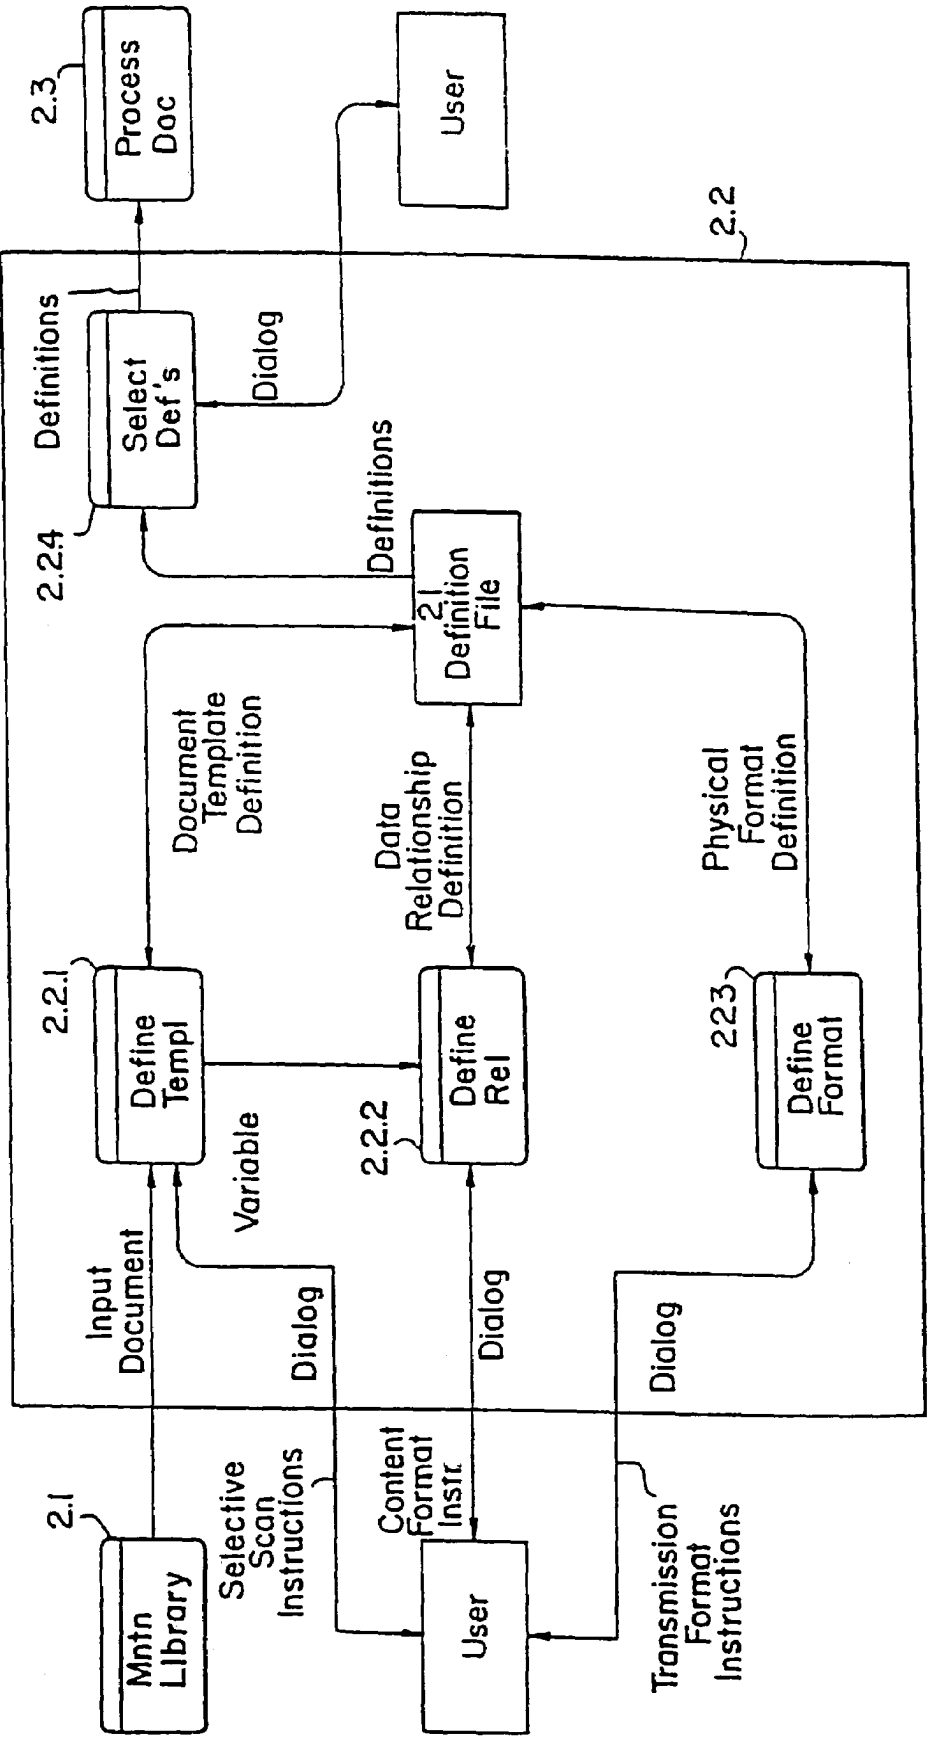 2.1
Mntn
Library
Input
Document
2.2.1
Define
Templ
Document
Template
Definition
2.2.4
Definitions
Select
Def's
2.3
Process
Doc
Selective
Scan
Instructions
Dialog
Variable
Dialog
User
Content
Format
Instr.
Dialog
2.2.2
Define
Rel
Data
Relationship
Definition
Definitions
21
Definition
File
User
Transmission
Format
Instructions
Dialog
223
Define
Format
Physical
Format
Definition
2.2